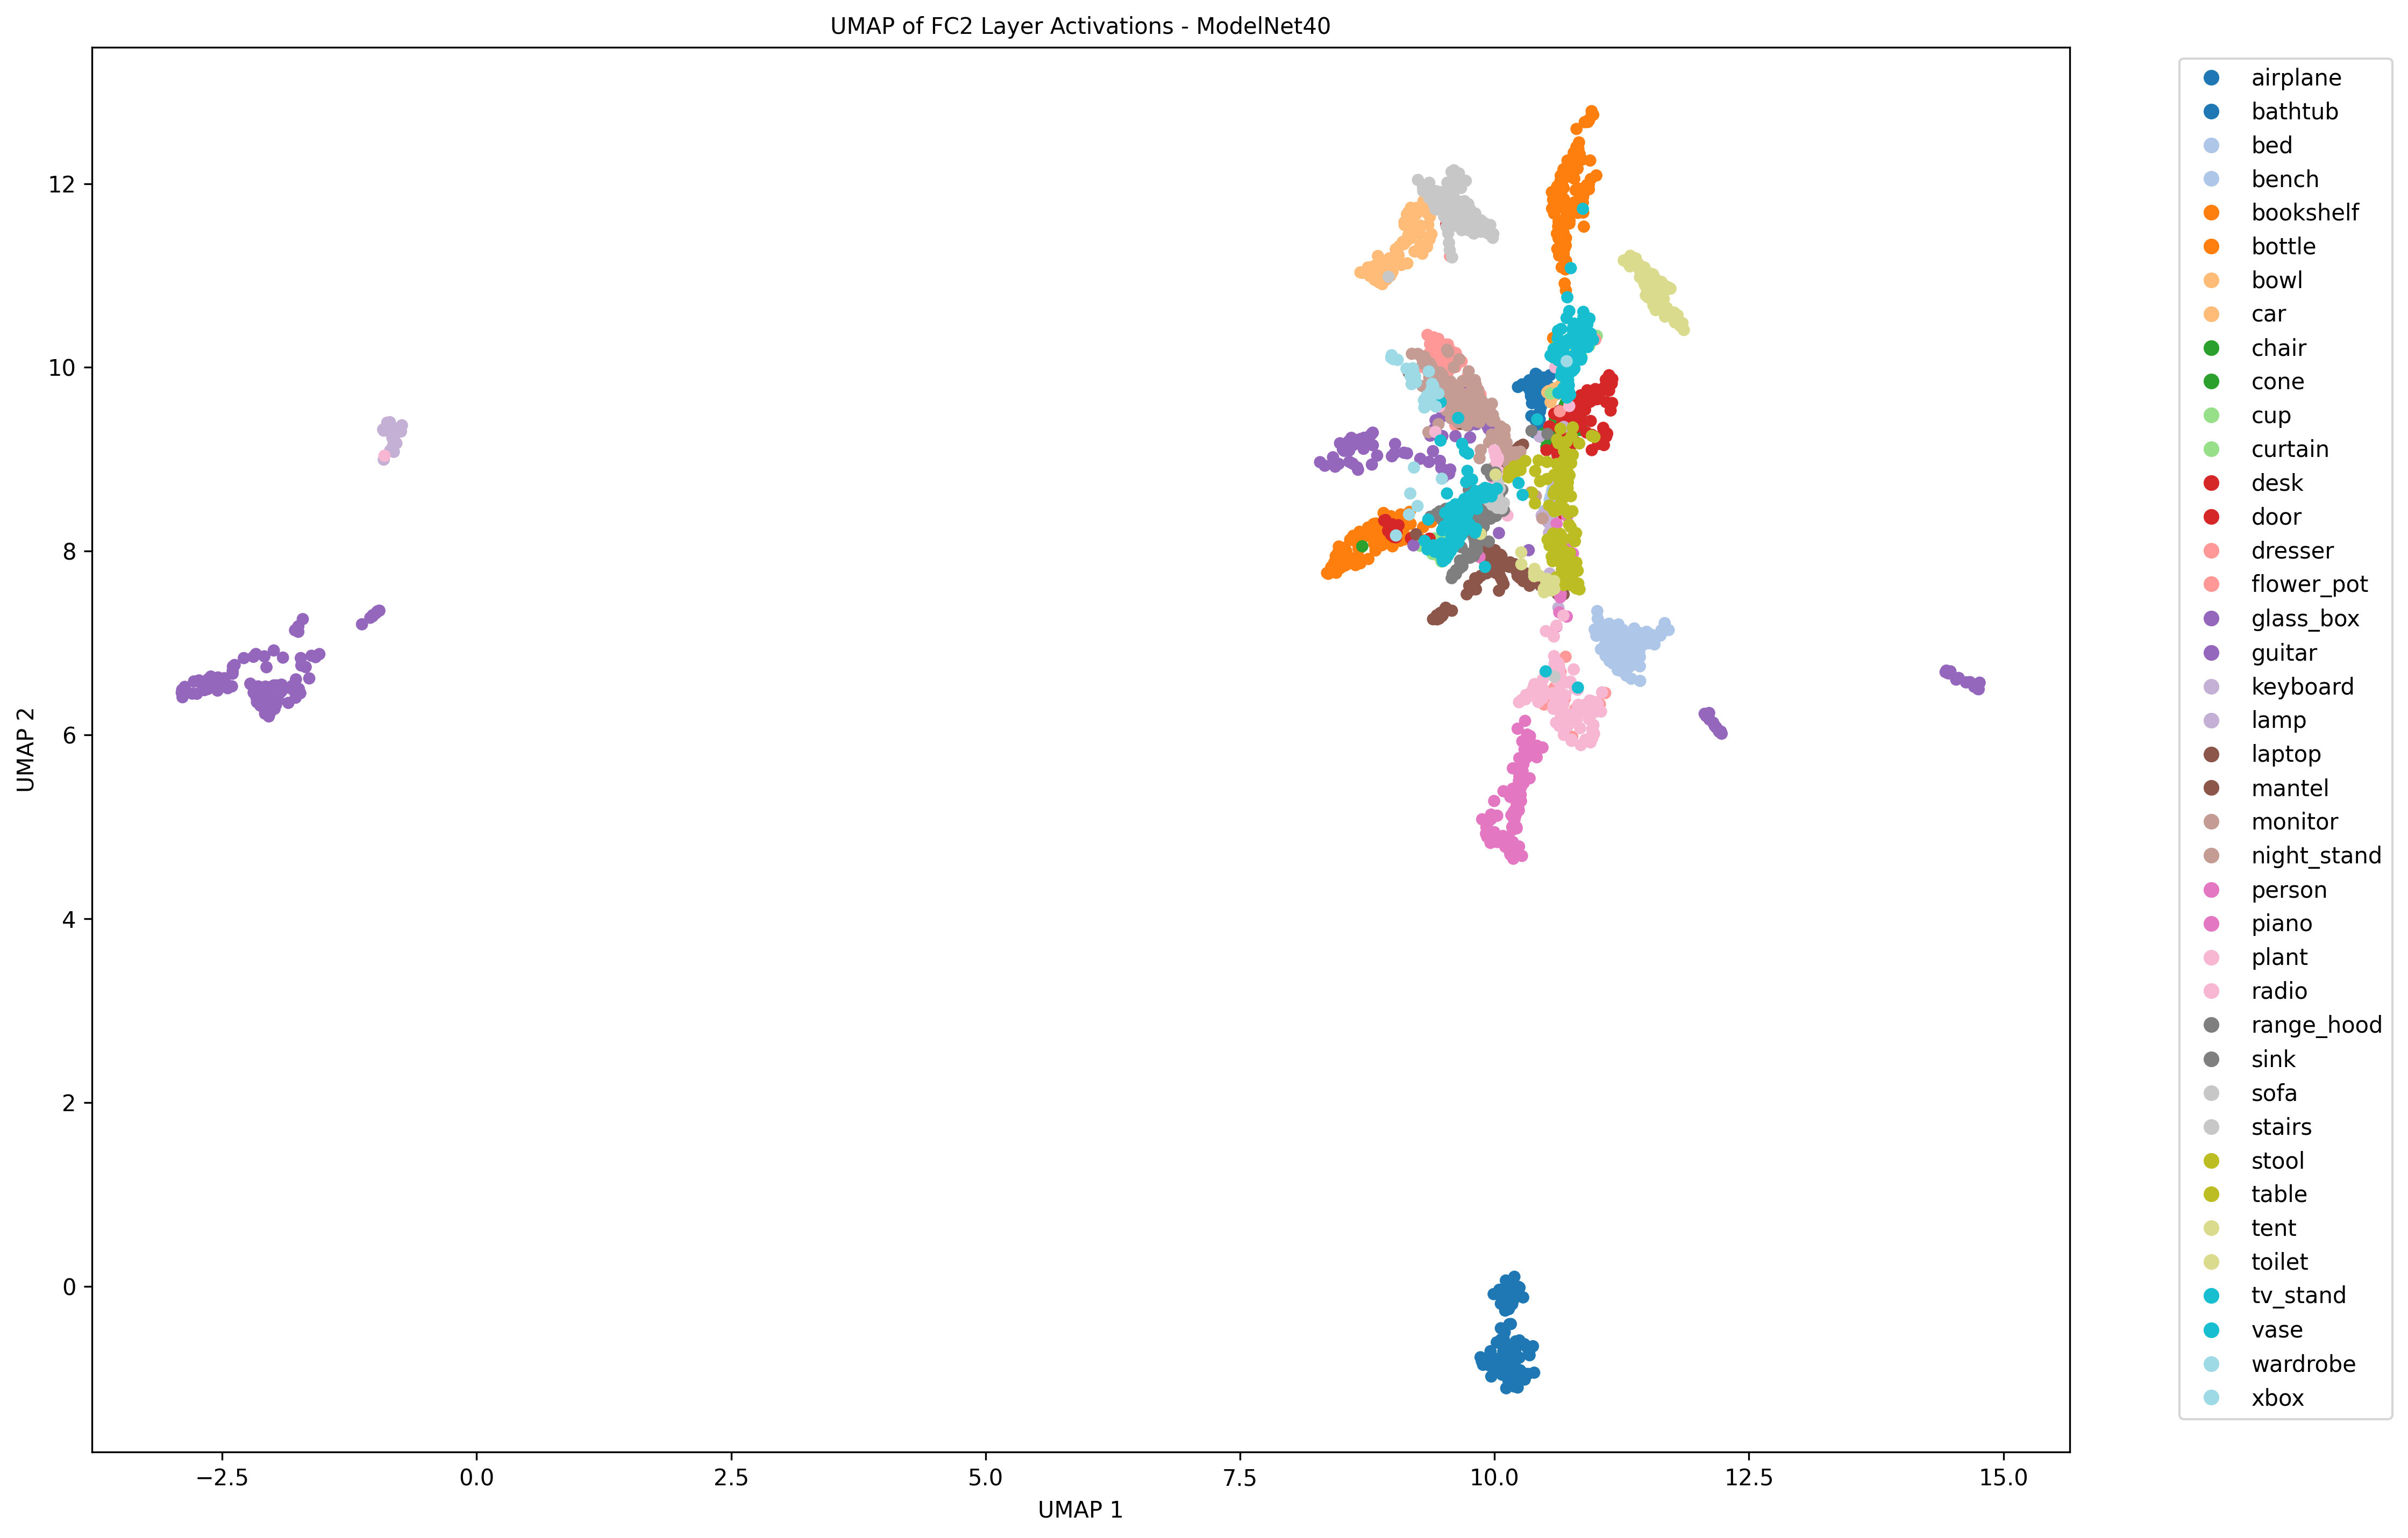 UMAP of FC2 Layer Activations - ModelNet40
12
10
8
6
4
2
0
UMAP 2
−2.5
0.0
2.5
5.0
7.5
10.0
12.5
15.0
UMAP 1
airplane
bathtub
bed
bench
bookshelf
bottle
bowl
car
chair
cone
cup
curtain
desk
door
dresser
flower_pot
glass_box
guitar
keyboard
lamp
laptop
mantel
monitor
night_stand
person
piano
plant
radio
range_hood
sink
sofa
stairs
stool
table
tent
toilet
tv_stand
vase
wardrobe
xbox